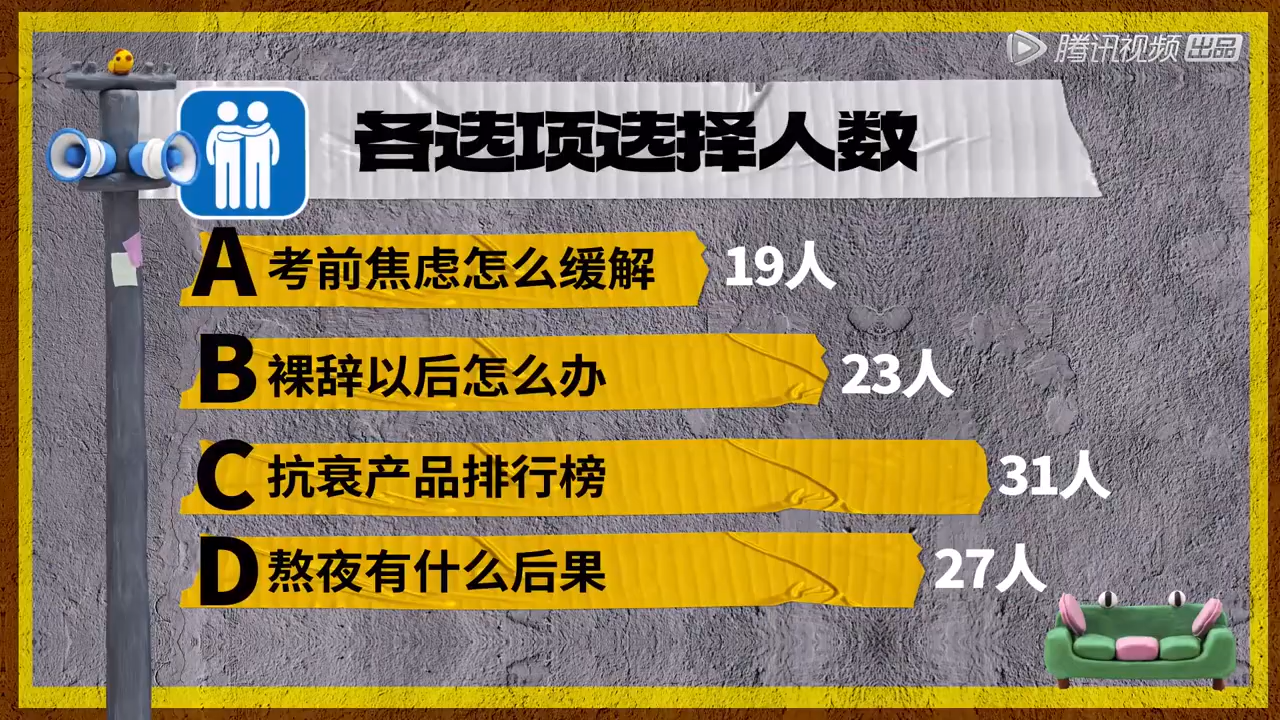 腾讯视频 出品
各选项选择人数
A 考前焦虑怎么缓解 19人
B 裸辞以后怎么办 23人
C 抗衰产品排行榜 31人
D 熬夜有什么后果 27人